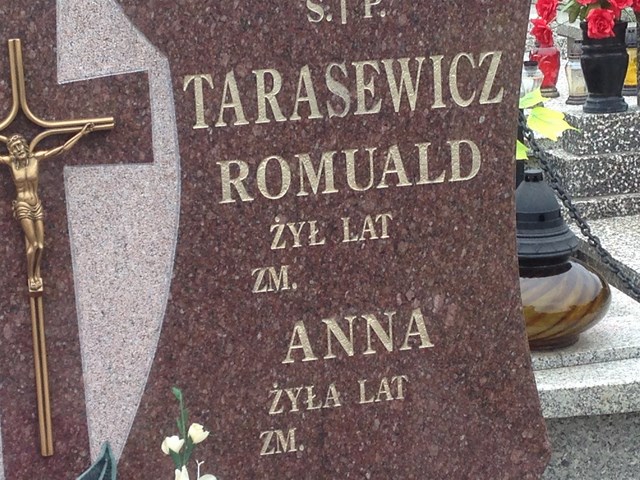 Ś.†P.
TARASEWICZ
ROMUALD
ŻYŁ LAT
ZM.
ANNA
ŻYŁA LAT
ZM.